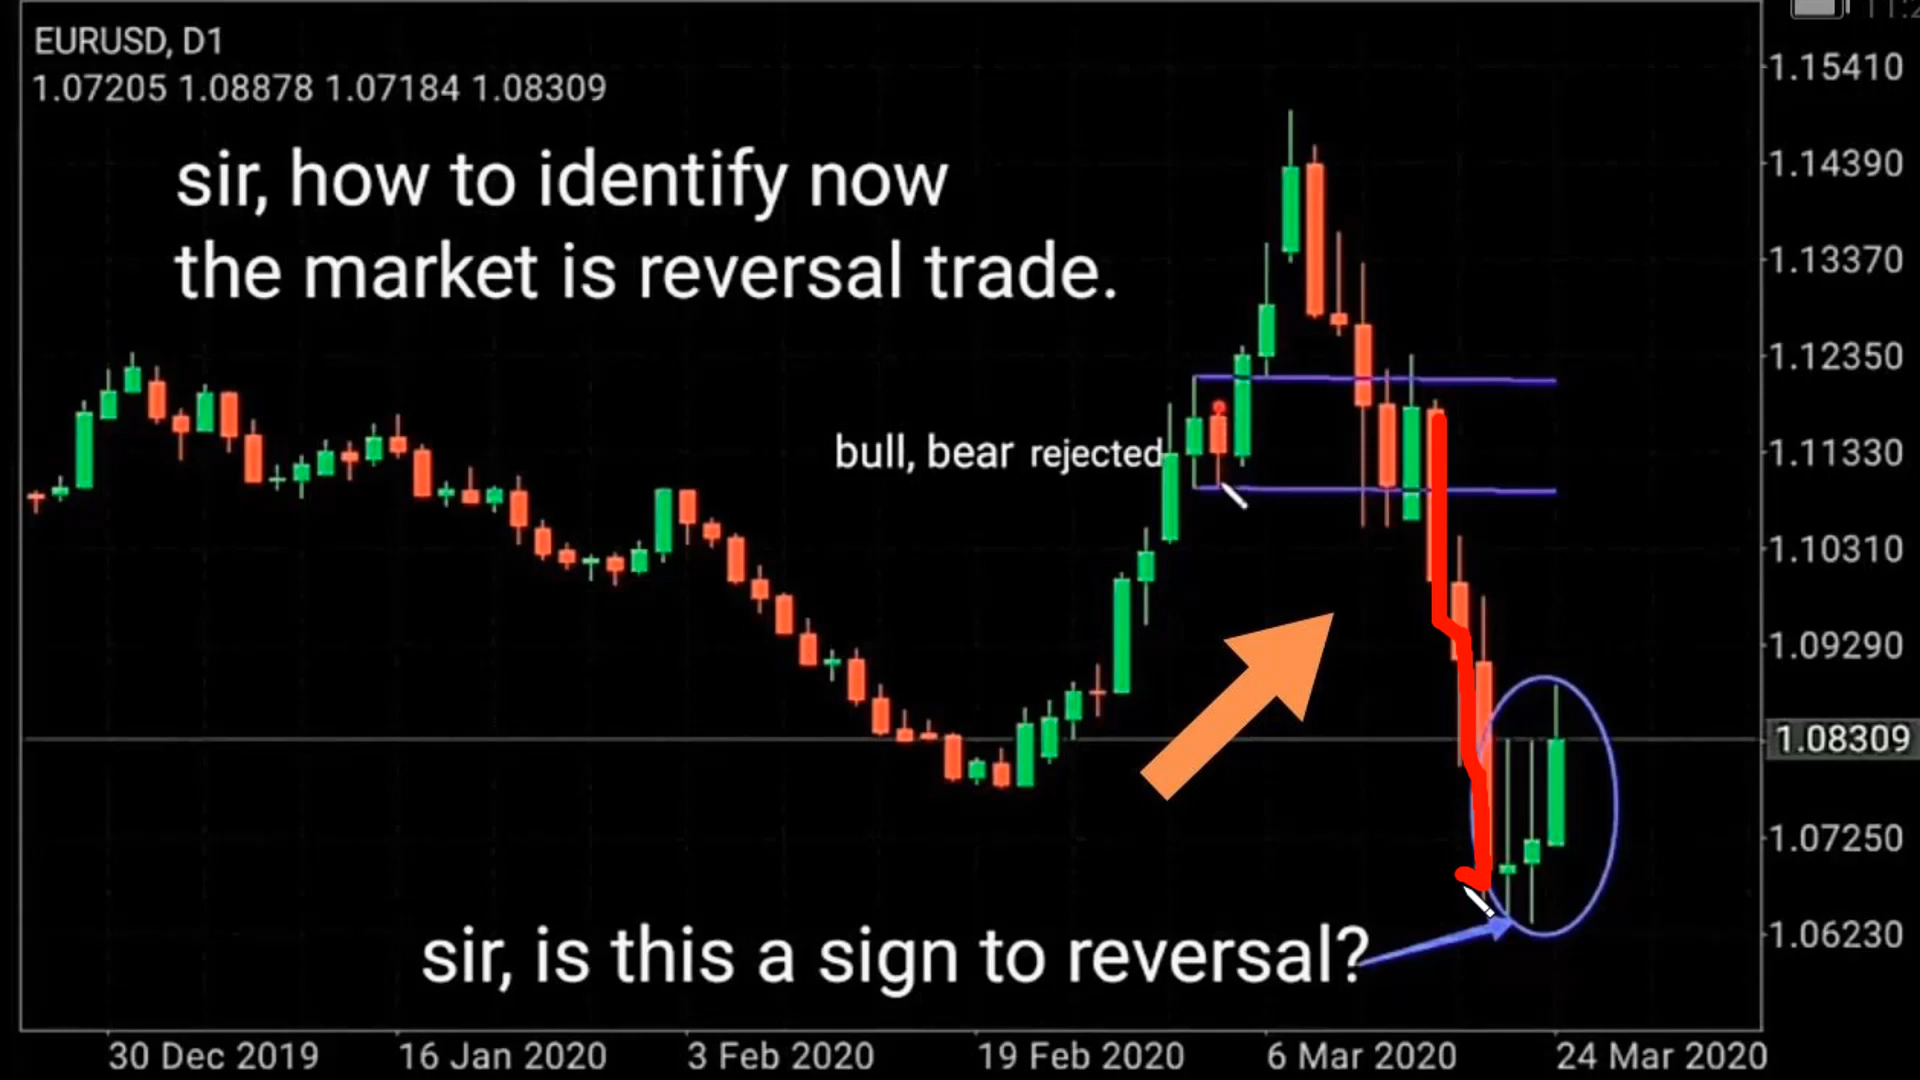 EURUSD, D1
1.07205 1.08878 1.07184 1.08309
sir, how to identify now
the market is reversal trade.
bull, bear rejected
sir, is this a sign to reversal?
1.15410
1.14390
1.13370
1.12350
1.11330
1.10310
1.09290
1.08309
1.07250
1.06230
30 Dec 2019
16 Jan 2020
3 Feb 2020
19 Feb 2020
6 Mar 2020
24 Mar 2020